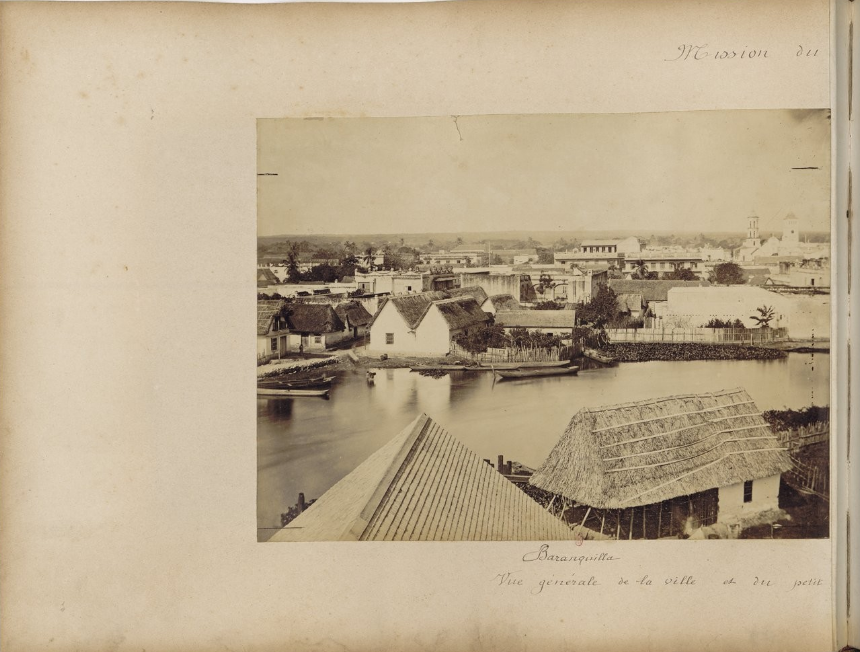 Mission du
Baranquilla
Vue générale de la ville et du petit